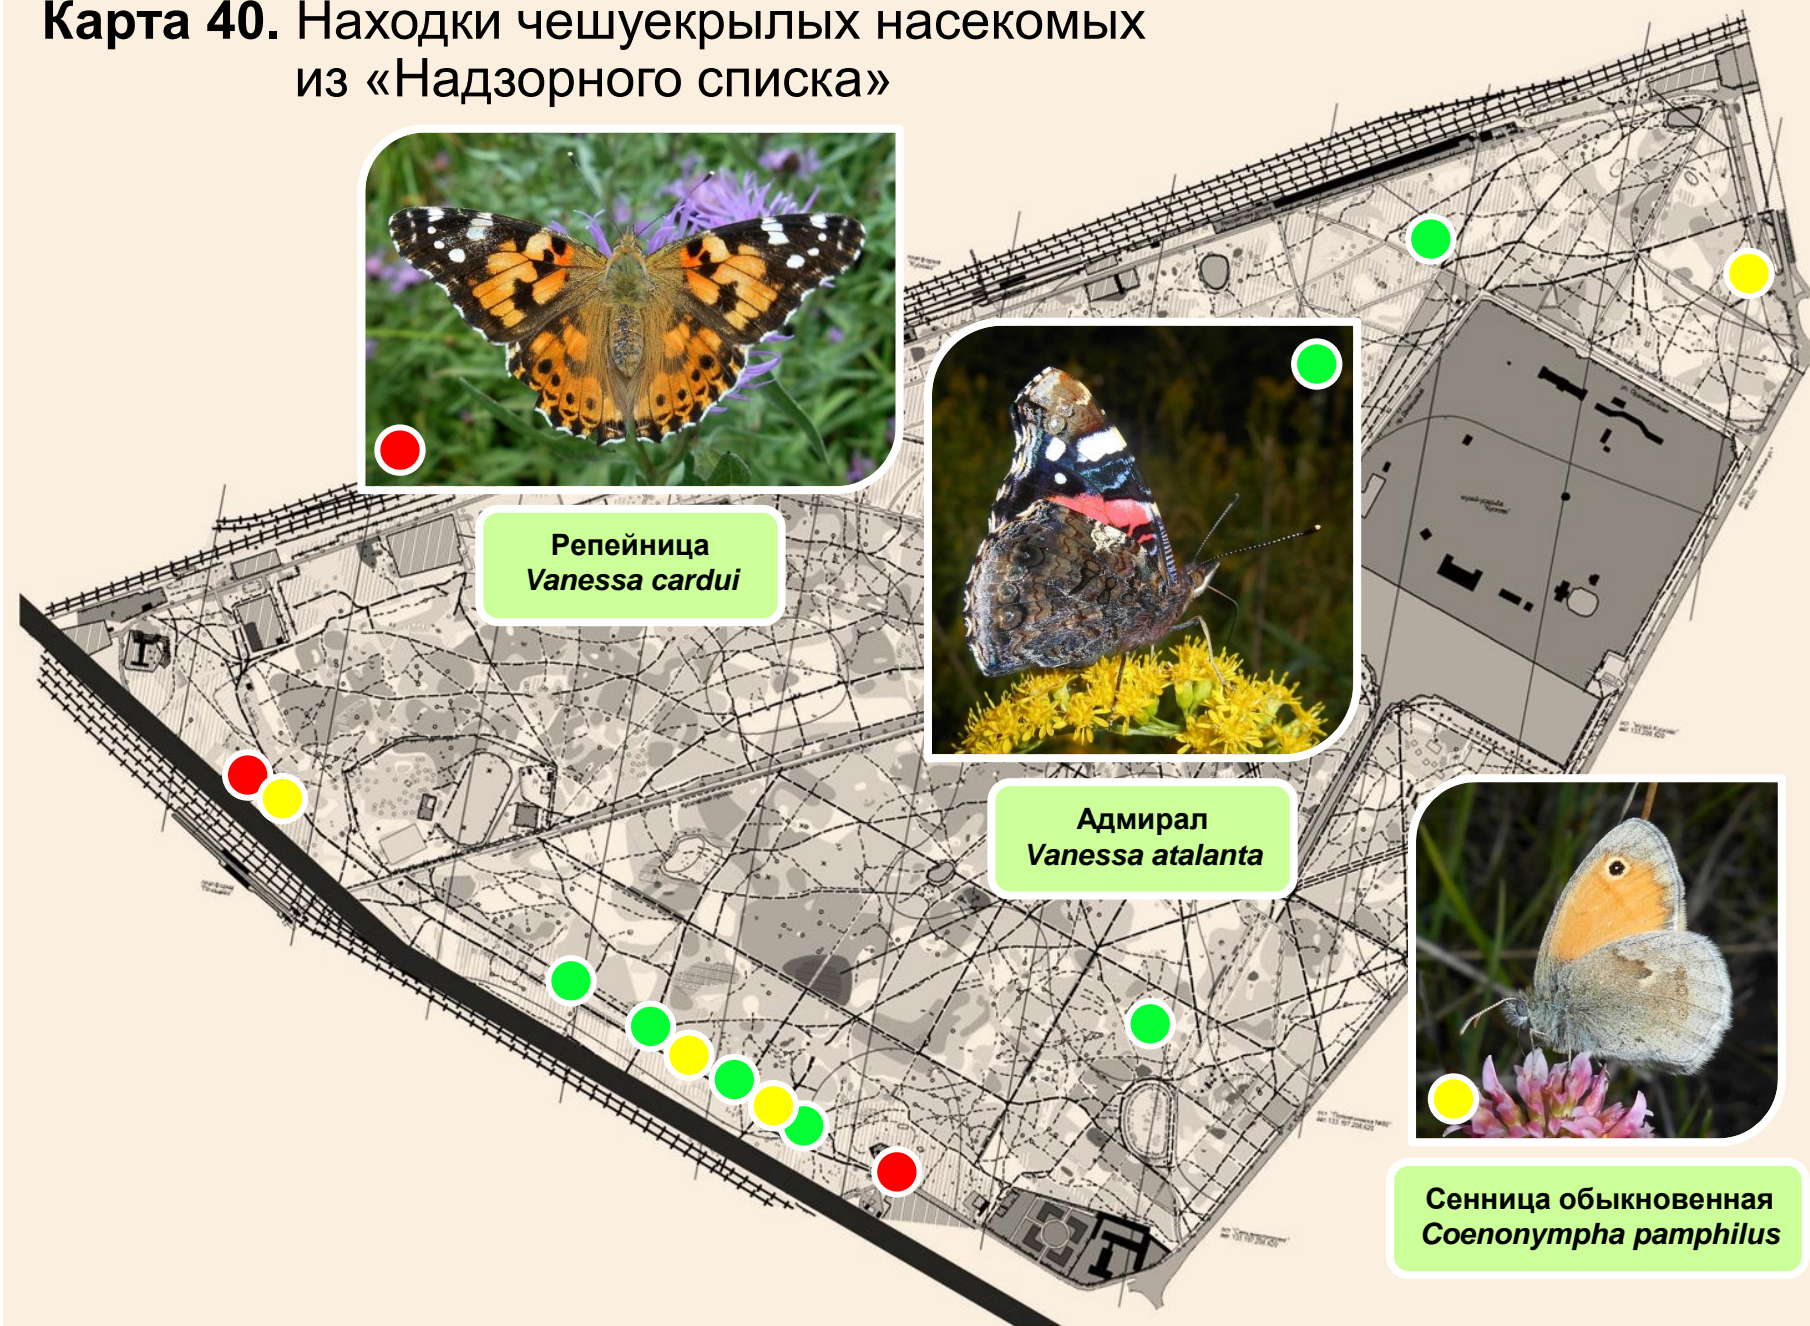 Карта 40. Находки чешуекрылых насекомых
из «Надзорного списка»
Репейница
Vanessa cardui
Адмирал
Vanessa atalanta
Сенница обыкновенная
Coenonympha pamphilus